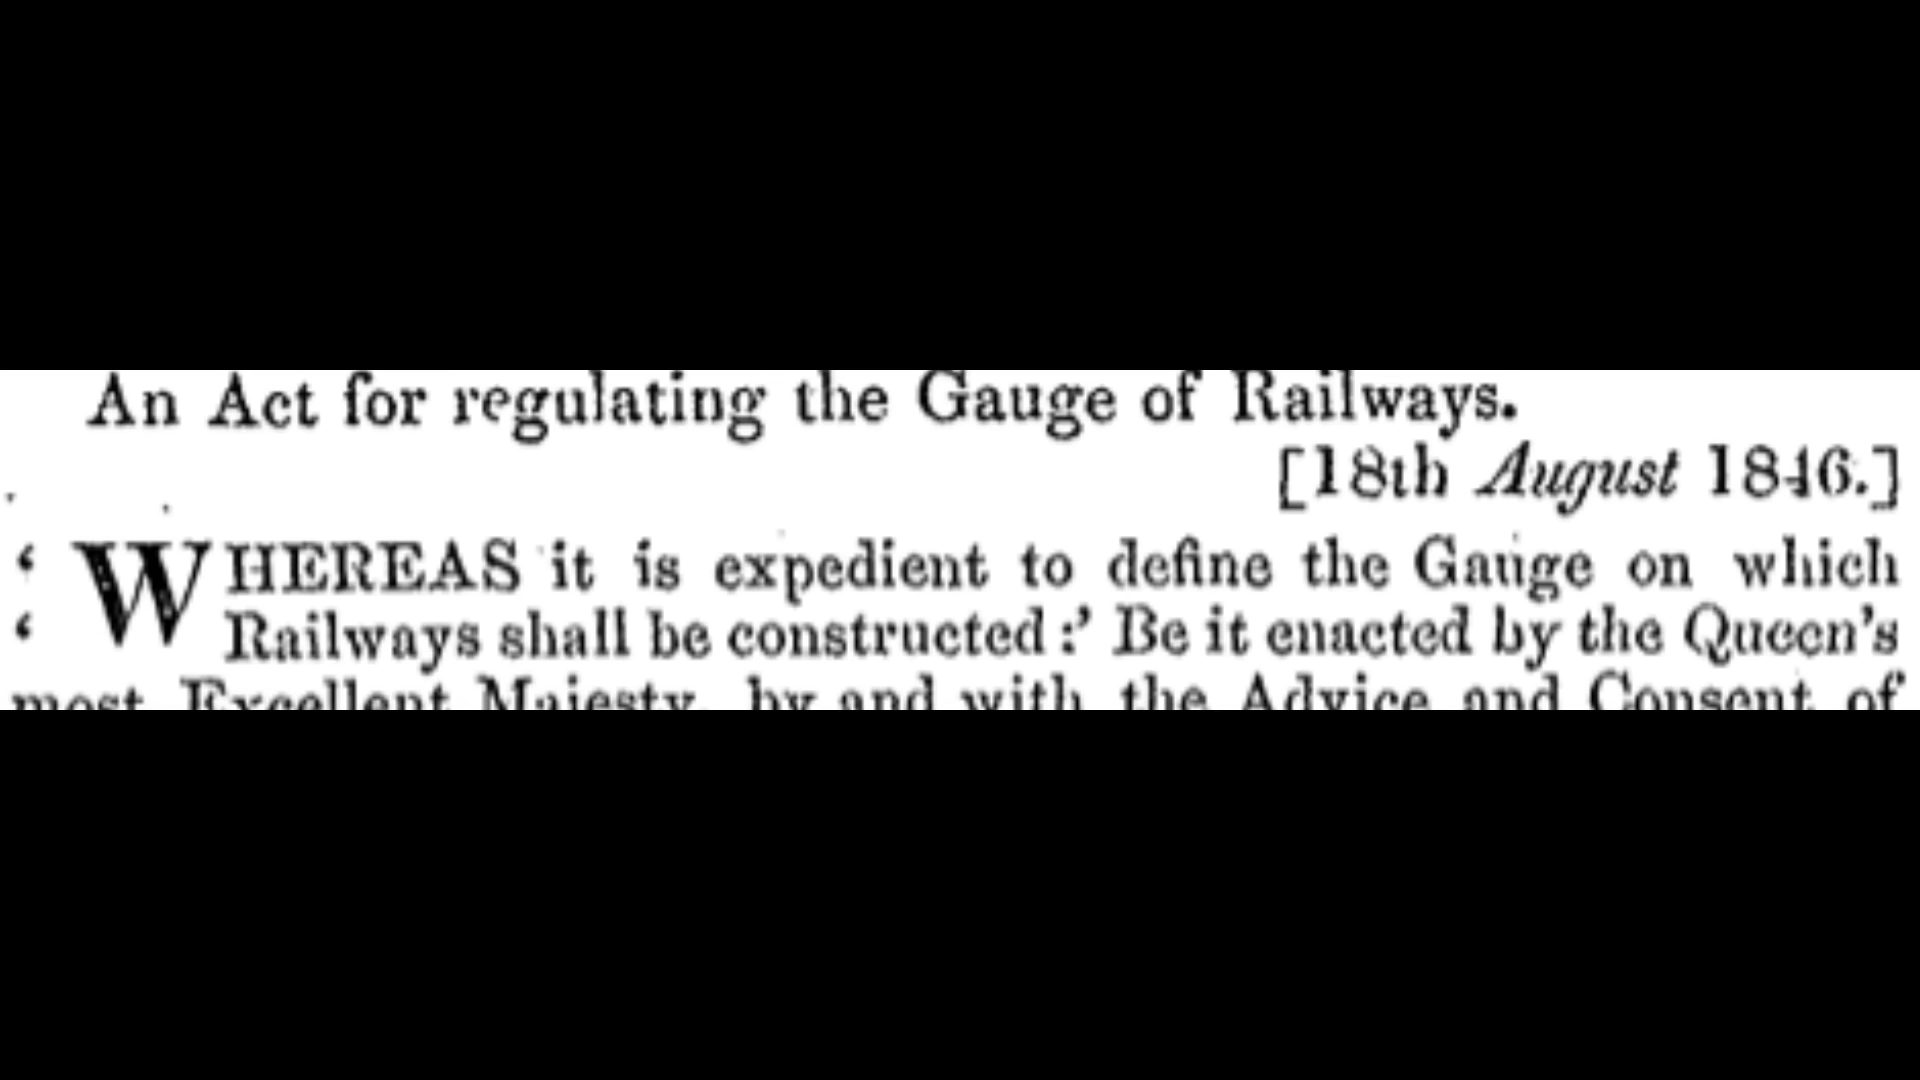 An Act for regulating the Gauge of Railways.
[18th August 1846.]
‘ WHEREAS it is expedient to define the Gauge on which
‘ Railways shall be constructed :’ Be it enacted by the Queen’s
most Excellent Majesty, by and with the Advice and Consent of